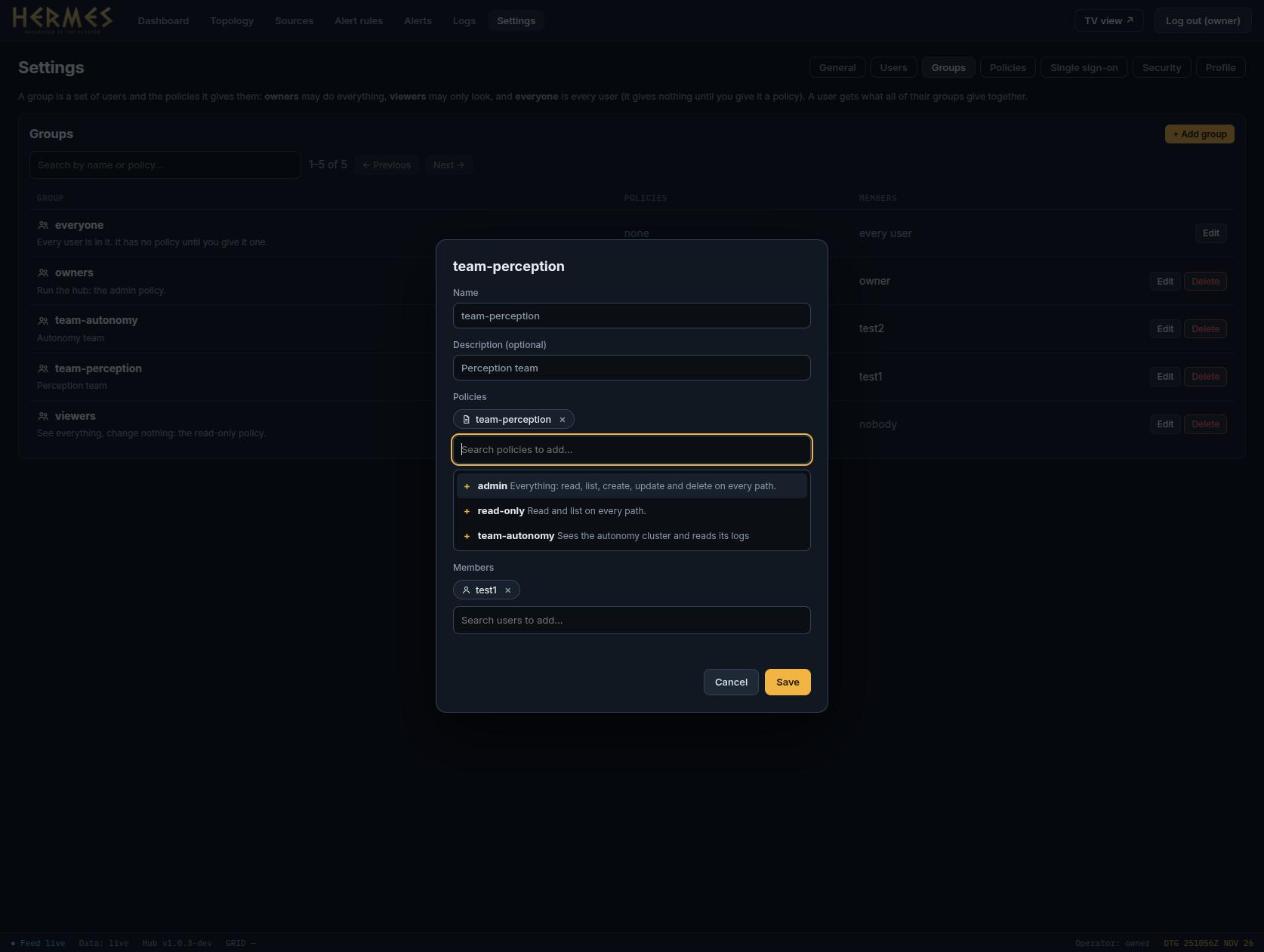 HERMES
Dashboard Topology Sources Alert rules Alerts Logs Settings TV view ↗ Log out (owner)
Settings General Users Groups Policies Single sign-on Security Profile
A group is a set of users and the policies it gives them: owners may do everything, viewers may only look, and everyone is every user (it gives nothing until you give it a policy). A user gets what all of their groups give together.
Groups + Add group
Search by name or policy... 1–5 of 5 ← Previous Next →
GROUP POLICIES MEMBERS
everyone
Every user is in it. It has no policy until you give it one.
none every user Edit
owners
Run the hub: the admin policy.
owner Edit Delete
team-autonomy
Autonomy team
test2 Edit Delete
team-perception
Perception team
test1 Edit Delete
viewers
See everything, change nothing: the read-only policy.
nobody Edit Delete
team-perception
Name
team-perception
Description (optional)
Perception team
Policies
team-perception ×
Search policies to add...
+ admin Everything: read, list, create, update and delete on every path.
+ read-only Read and list on every path.
+ team-autonomy Sees the autonomy cluster and reads its logs
Members
test1 ×
Search users to add...
Cancel Save
Feed live Data: live Hub v1.0.3-dev GRID — Operator: owner DTG 251056Z NOV 26